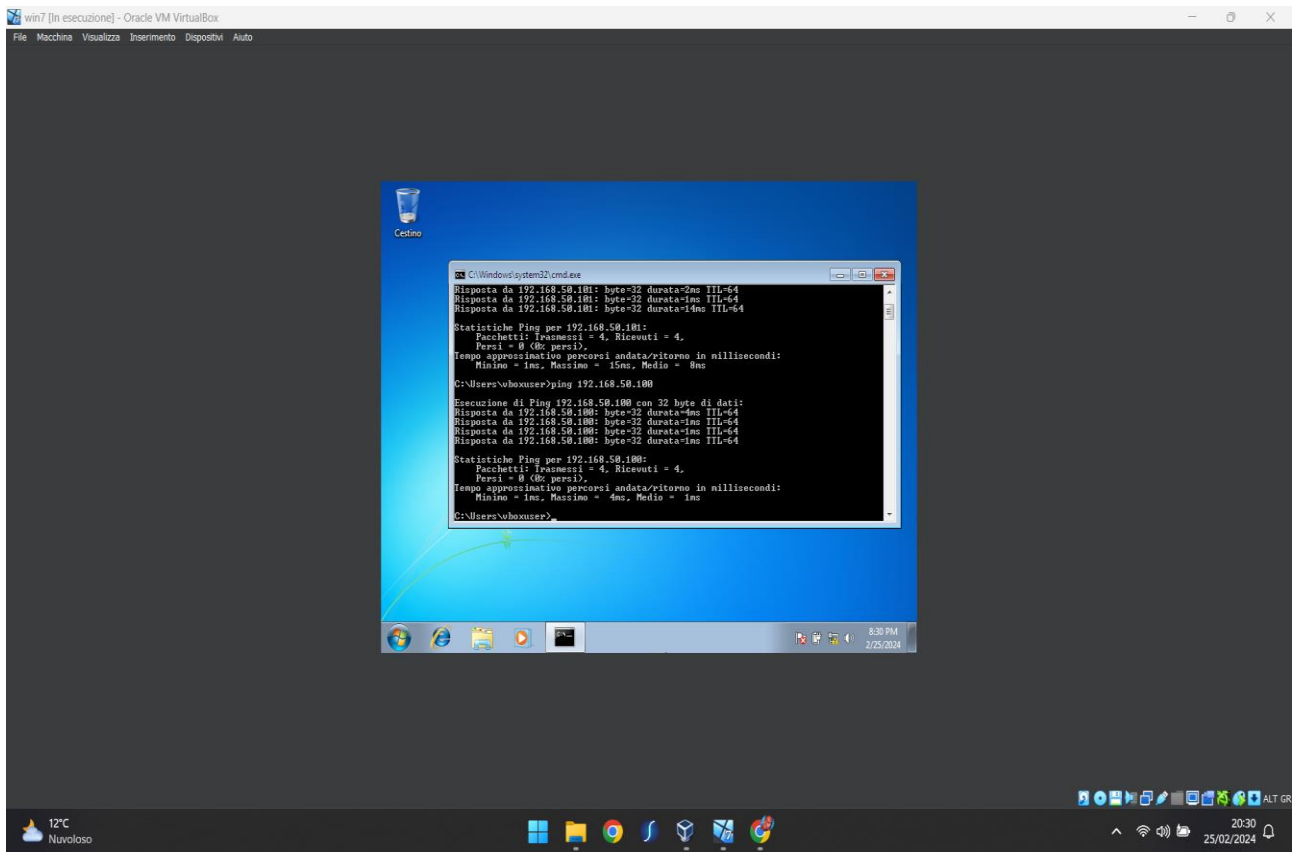 win7 [In esecuzione] - Oracle VM VirtualBox
File Macchina Visualizza Inserimento Dispositivi Aiuto
Cestino
C:\Windows\system32\cmd.exe
Risposta da 192.168.50.101: byte=32 durata=2ms TTL=64
Risposta da 192.168.50.101: byte=32 durata=1ms TTL=64
Risposta da 192.168.50.101: byte=32 durata=14ms TTL=64
Statistiche Ping per 192.168.50.101:
Pacchetti: Trasmessi = 4, Ricevuti = 4,
Persi = 0 (0% persi),
Tempo approssimativo percorsi andata/ritorno in millisecondi:
Minimo = 1ms, Massimo = 15ms, Medio = 8ms
C:\Users\vboxuser>ping 192.168.50.100
Esecuzione di Ping 192.168.50.100 con 32 byte di dati:
Risposta da 192.168.50.100: byte=32 durata=4ms TTL=64
Risposta da 192.168.50.100: byte=32 durata=1ms TTL=64
Risposta da 192.168.50.100: byte=32 durata=1ms TTL=64
Risposta da 192.168.50.100: byte=32 durata=1ms TTL=64
Statistiche Ping per 192.168.50.100:
Pacchetti: Trasmessi = 4, Ricevuti = 4,
Persi = 0 (0% persi),
Tempo approssimativo percorsi andata/ritorno in millisecondi:
Minimo = 1ms, Massimo = 4ms, Medio = 1ms
C:\Users\vboxuser>_
8:30 PM
2/25/2024
ALT GR
12°C
Nuvoloso
20:30
25/02/2024